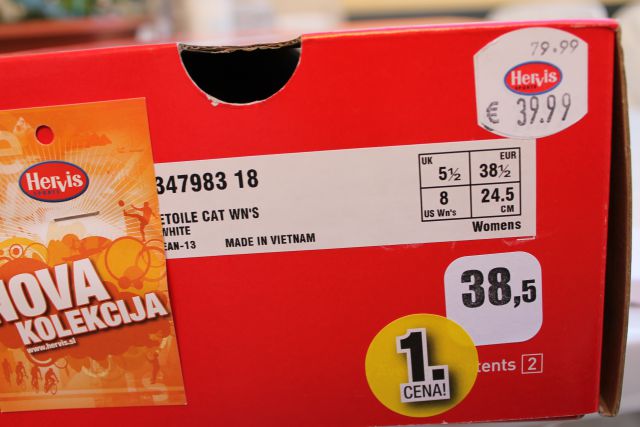 79.99
Hervis
SPORTS
€ 39.99
347983 18
ETOILE CAT WN'S
WHITE
EAN-13 MADE IN VIETNAM
UK EUR
5½ 38½
8 24.5
US Wn's CM
Womens
Hervis
NOVA
KOLEKCIJA
www.hervis.si
38,5
1.
CENA!
tents 2